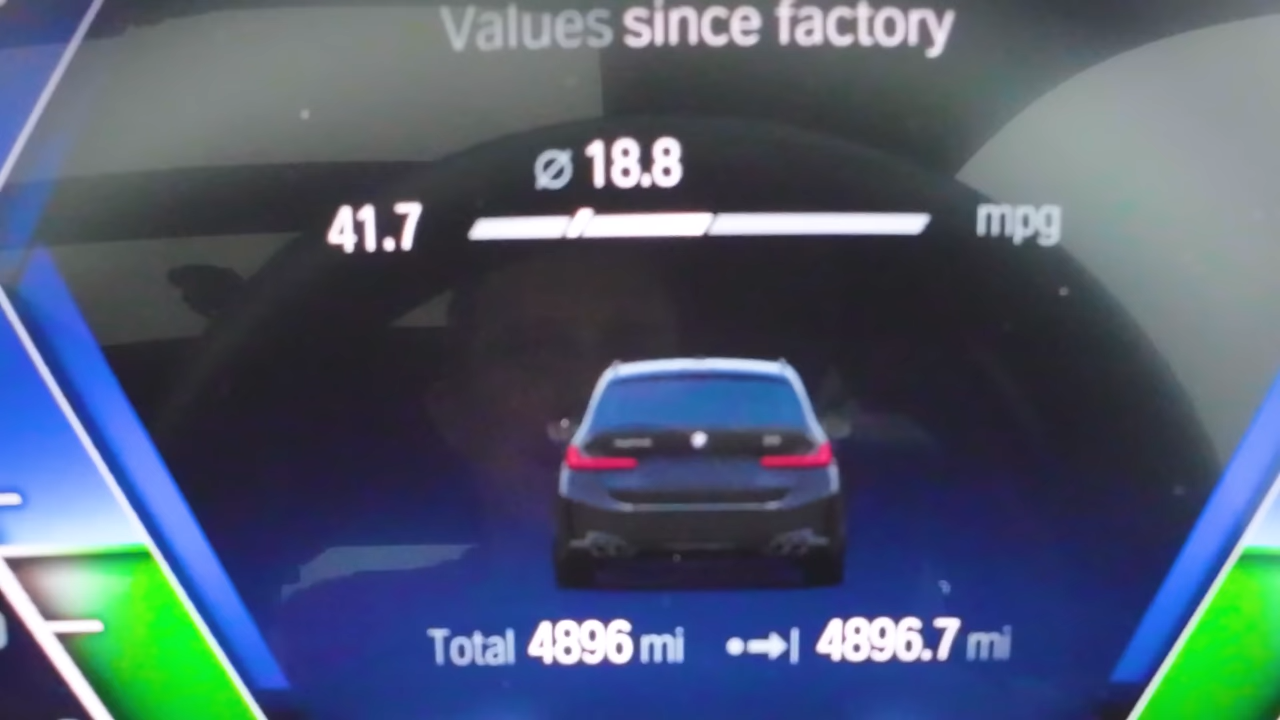 Values since factory
Ø 18.8
41.7 mpg
Total 4896 mi 4896.7 mi